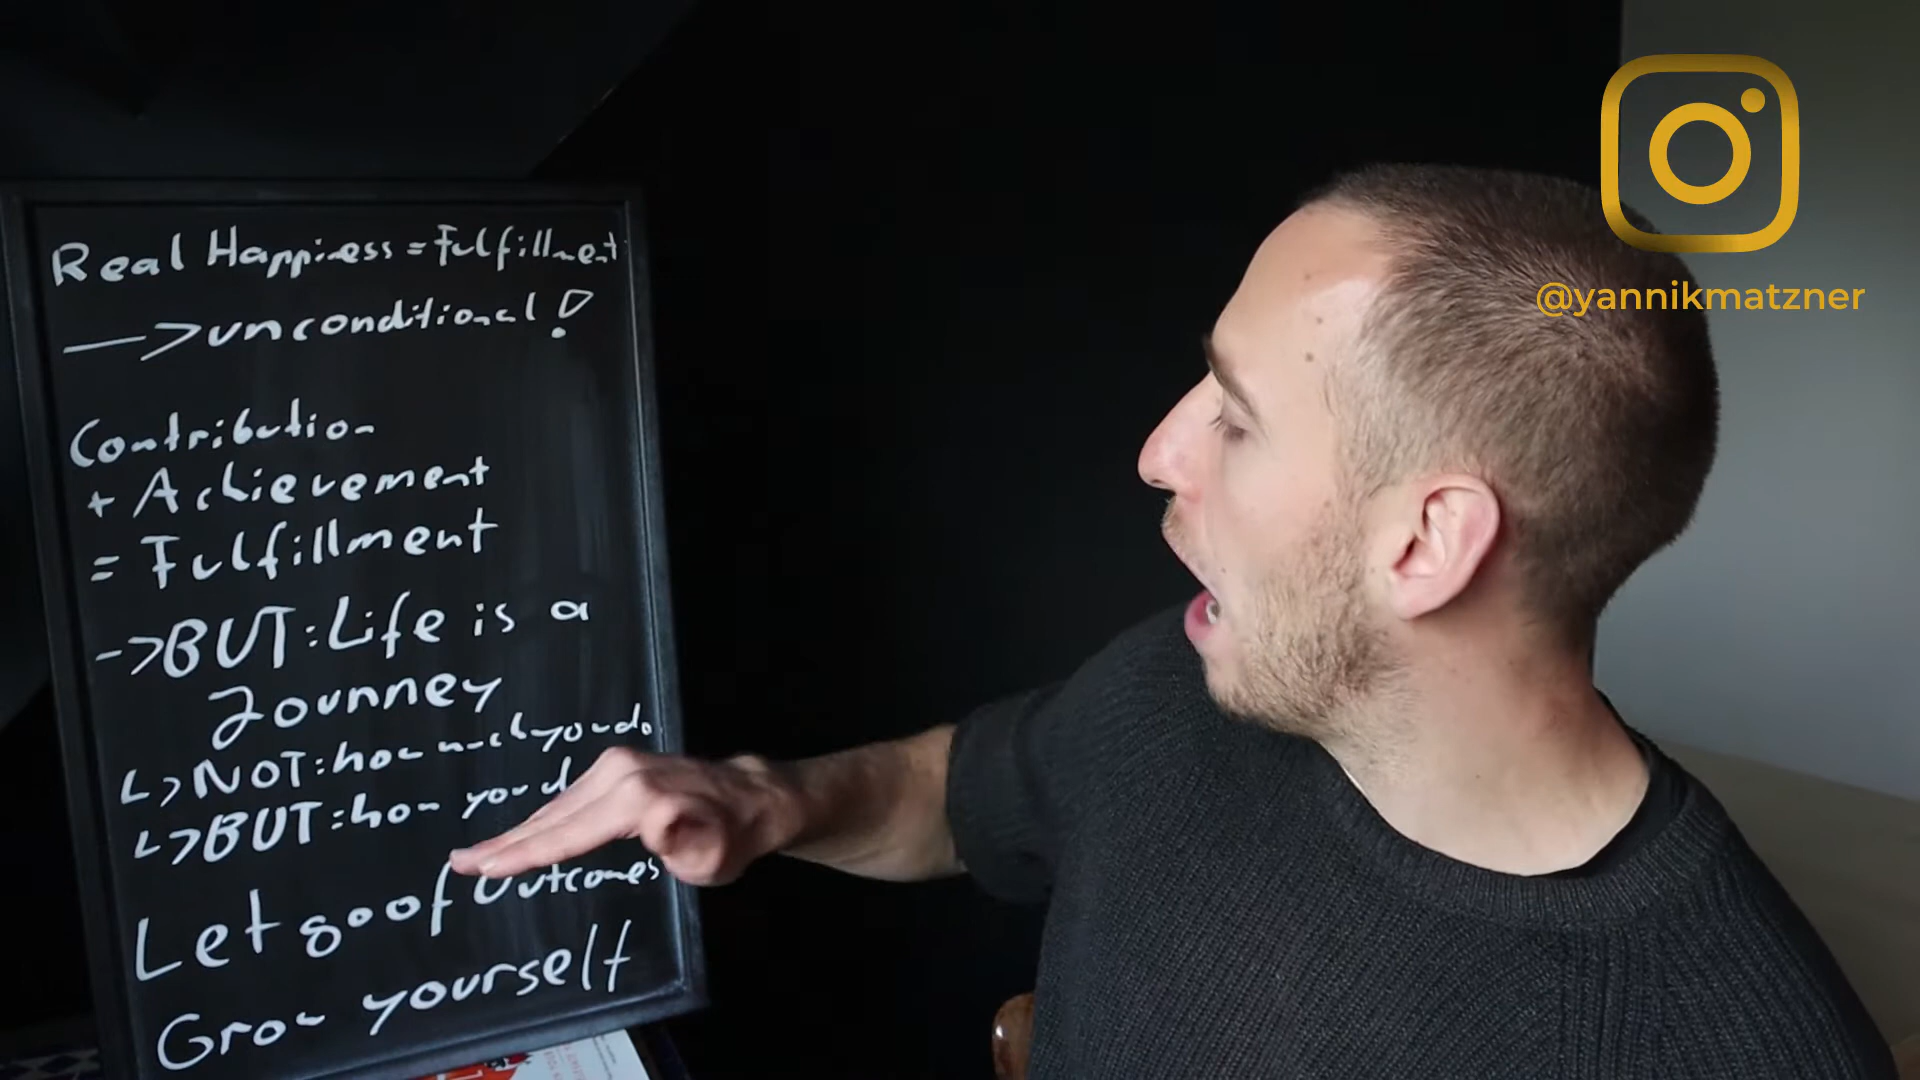 Real Happiness = Fulfillment
—>unconditional!
Contribution
+ Achievement
= Fulfillment
->BUT: Life is a
Journey
↳>NOT: how much you do
↳>BUT: how you d
Let go of Outcomes
Grow yourself
@yannikmatzner